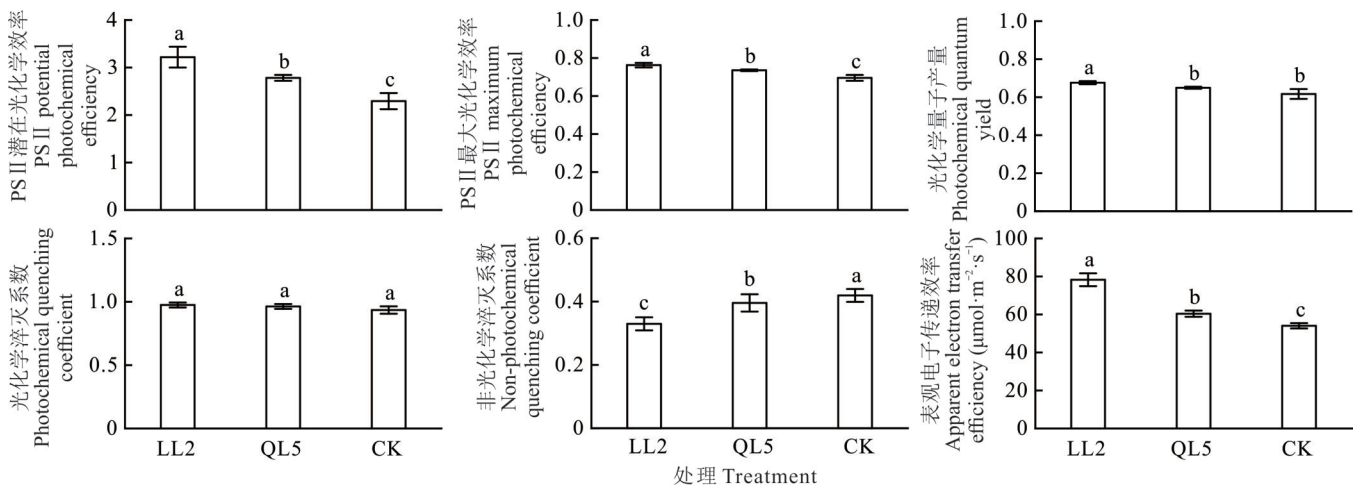 PSⅡ潜在光化学效率
PSⅡ potential
photochemical
efficiency
4
3
2
1
0
a
b
c
PSⅡ最大光化学效率
PSⅡ maximum
photochemical
efficiency
1.0
0.8
0.6
0.4
0.2
0
a
b
c
光化学量子产量
Photochemical quantum
yield
1.0
0.8
0.6
0.4
0.2
0
a
b
b
光化学淬灭系数
Photochemical quenching
coefficient
1.5
1.0
0.5
0
a
a
a
LL2 QL5 CK
非光化学淬灭系数
Non-photochemical
quenching coefficient
0.6
0.4
0.2
0
c
b
a
LL2 QL5 CK
表观电子传递效率
Apparent electron transfer
efficiency (μmol·m⁻²·s⁻¹)
100
80
60
40
20
0
a
b
c
LL2 QL5 CK
处理 Treatment